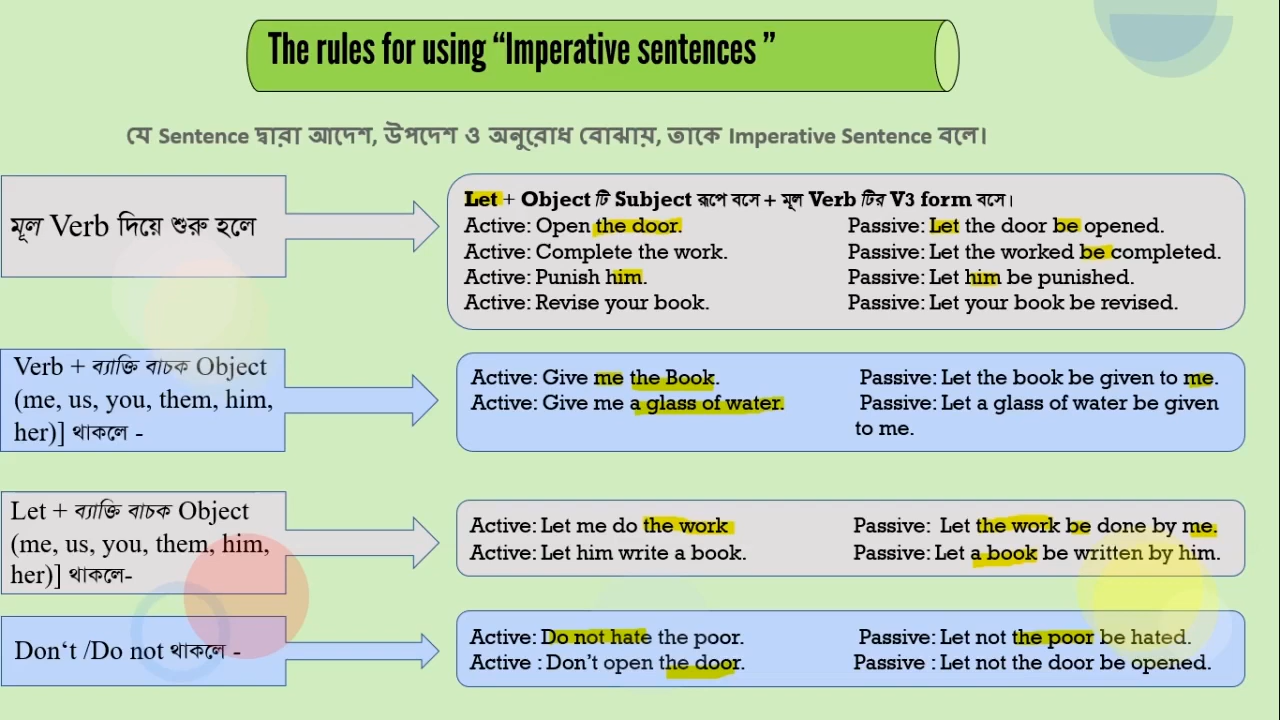 The rules for using “Imperative sentences ”
যে Sentence দ্বারা আদেশ, উপদেশ ও অনুরোধ বোঝায়, তাকে Imperative Sentence বলে।
মূল Verb দিয়ে শুরু হলে
Let + Object টি Subject রূপে বসে + মূল Verb টির V3 form বসে।
Active: Open the door. Passive: Let the door be opened.
Active: Complete the work. Passive: Let the worked be completed.
Active: Punish him. Passive: Let him be punished.
Active: Revise your book. Passive: Let your book be revised.
Verb + ব্যাক্তি বাচক Object
(me, us, you, them, him,
her)] থাকলে -
Active: Give me the Book. Passive: Let the book be given to me.
Active: Give me a glass of water. Passive: Let a glass of water be given
to me.
Let + ব্যাক্তি বাচক Object
(me, us, you, them, him,
her)] থাকলে-
Active: Let me do the work Passive: Let the work be done by me.
Active: Let him write a book. Passive: Let a book be written by him.
Don‘t /Do not থাকলে -
Active: Do not hate the poor. Passive: Let not the poor be hated.
Active : Don’t open the door. Passive : Let not the door be opened.